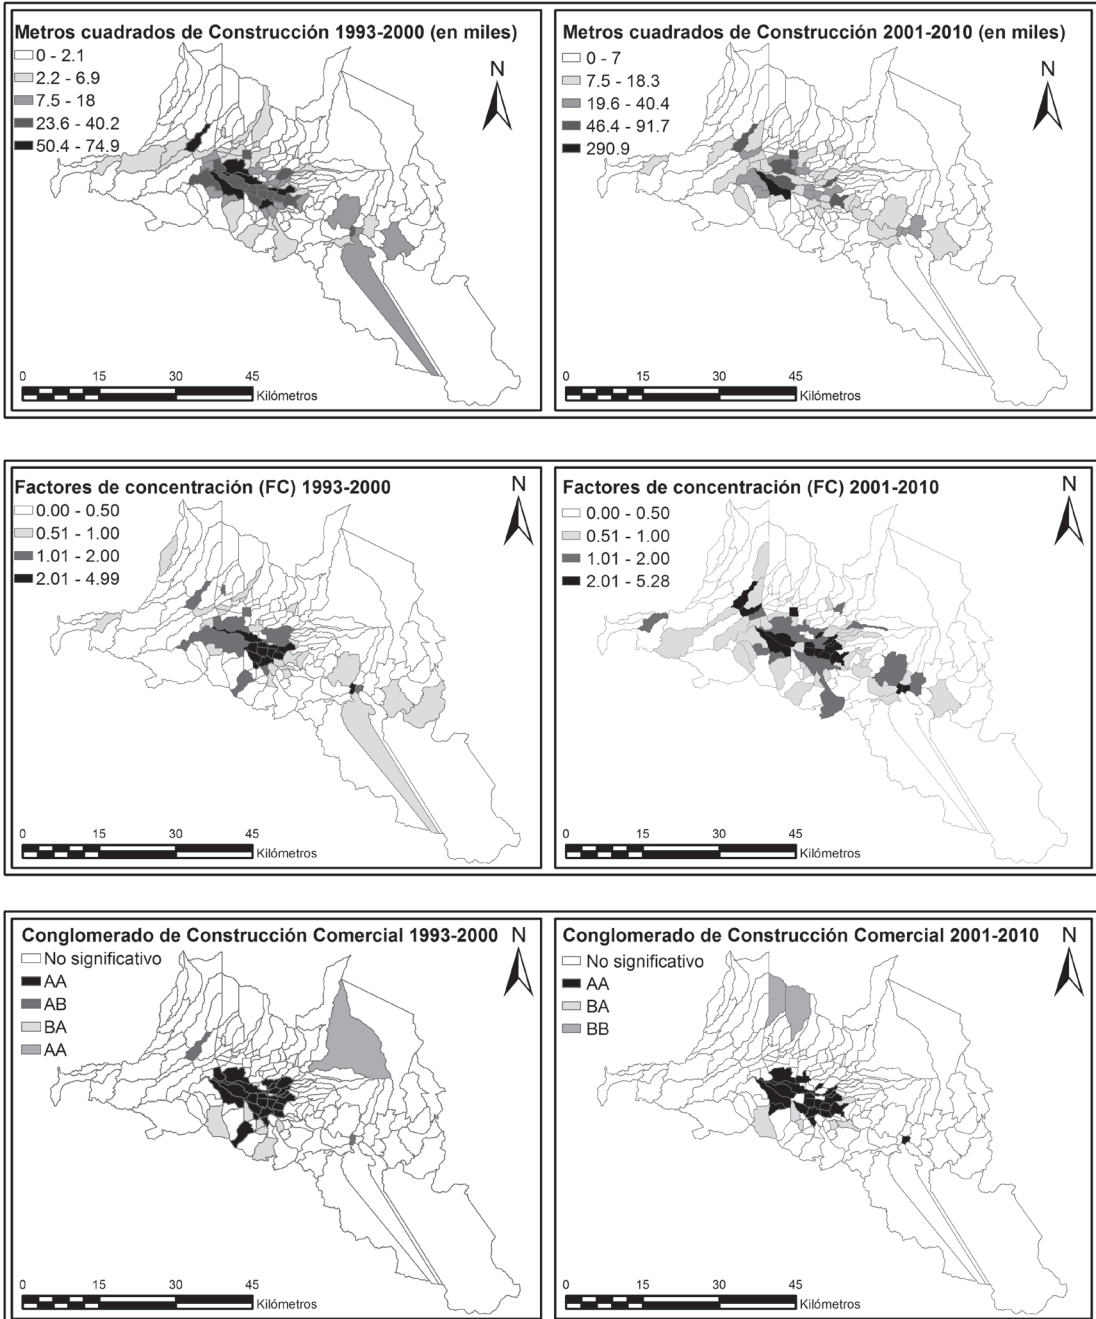 Metros cuadrados de Construcción 1993-2000 (en miles)
0 - 2.1
2.2 - 6.9
7.5 - 18
23.6 - 40.2
50.4 - 74.9
N
0 15 30 45
Kilómetros
Metros cuadrados de Construcción 2001-2010 (en miles)
0 - 7
7.5 - 18.3
19.6 - 40.4
46.4 - 91.7
290.9
N
0 15 30 45
Kilómetros
Factores de concentración (FC) 1993-2000
0.00 - 0.50
0.51 - 1.00
1.01 - 2.00
2.01 - 4.99
N
0 15 30 45
Kilómetros
Factores de concentración (FC) 2001-2010
0.00 - 0.50
0.51 - 1.00
1.01 - 2.00
2.01 - 5.28
N
0 15 30 45
Kilómetros
Conglomerado de Construcción Comercial 1993-2000
No significativo
AA
AB
BA
AA
N
0 15 30 45
Kilómetros
Conglomerado de Construcción Comercial 2001-2010
No significativo
AA
BA
BB
N
0 15 30 45
Kilómetros